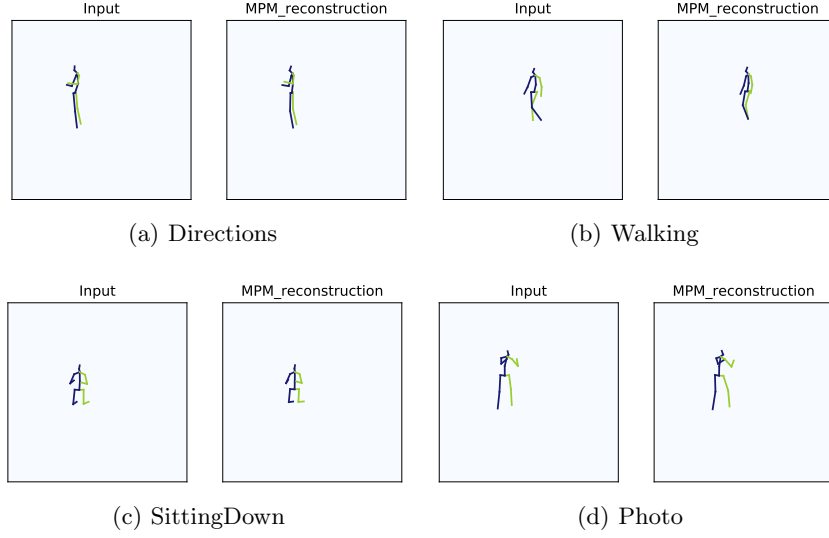 Input MPM_reconstruction Input MPM_reconstruction
(a) Directions (b) Walking
Input MPM_reconstruction Input MPM_reconstruction
(c) SittingDown (d) Photo